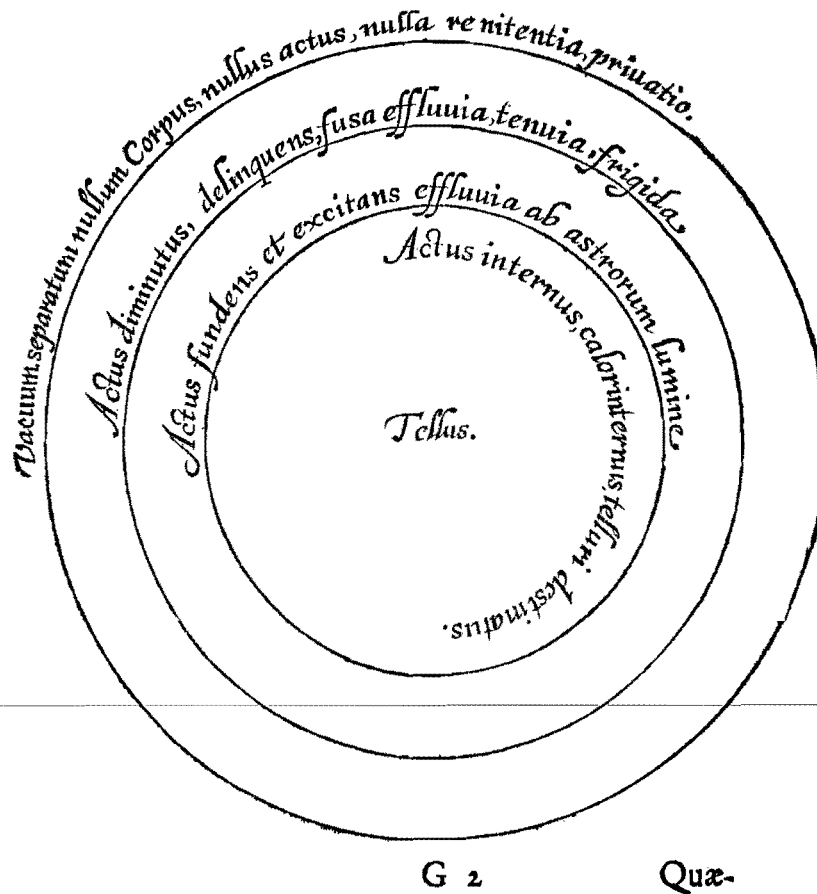 Vacuum separatum nullum Corpus, nullus actus, nulla renitentia, priuatio.
Actus diminutus, delinquens, fusa effluuia, tenuia, frigida,
Actus fundens et excitans effluuia ab astrorum lumine,
Actus internus, calor internus, telluri destinatus.
Tellus.
G 2 Quæ-